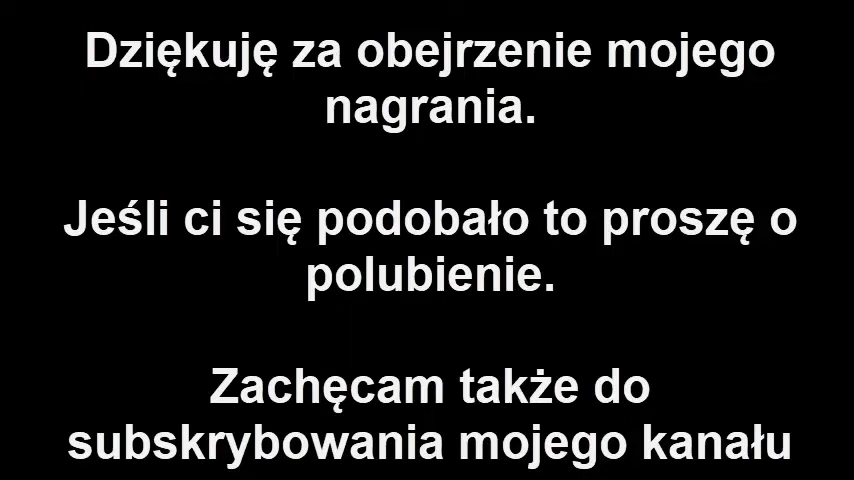 Dziękuję za obejrzenie mojego
nagrania.
Jeśli ci się podobało to proszę o
polubienie.
Zachęcam także do
subskrybowania mojego kanału